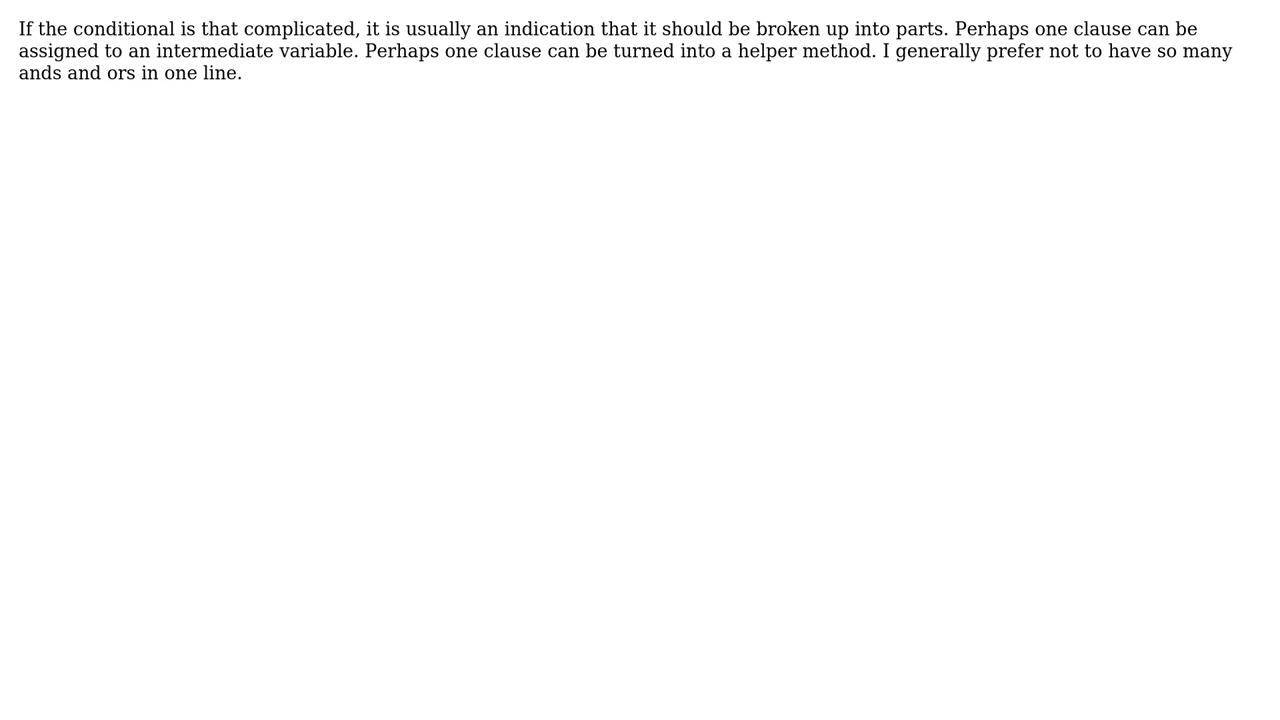 If the conditional is that complicated, it is usually an indication that it should be broken up into parts. Perhaps one clause can be
assigned to an intermediate variable. Perhaps one clause can be turned into a helper method. I generally prefer not to have so many
ands and ors in one line.